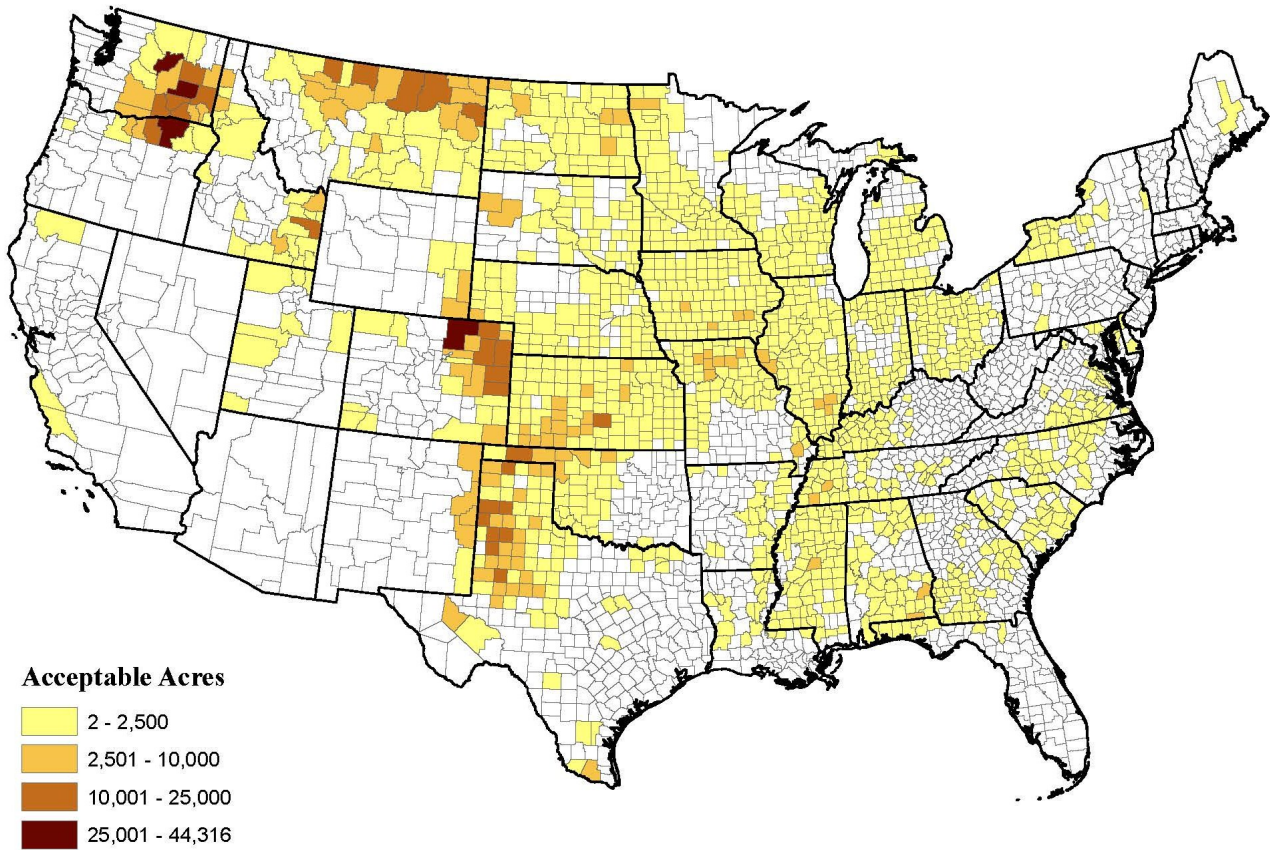 Acceptable Acres
2 - 2,500
2,501 - 10,000
10,001 - 25,000
25,001 - 44,316